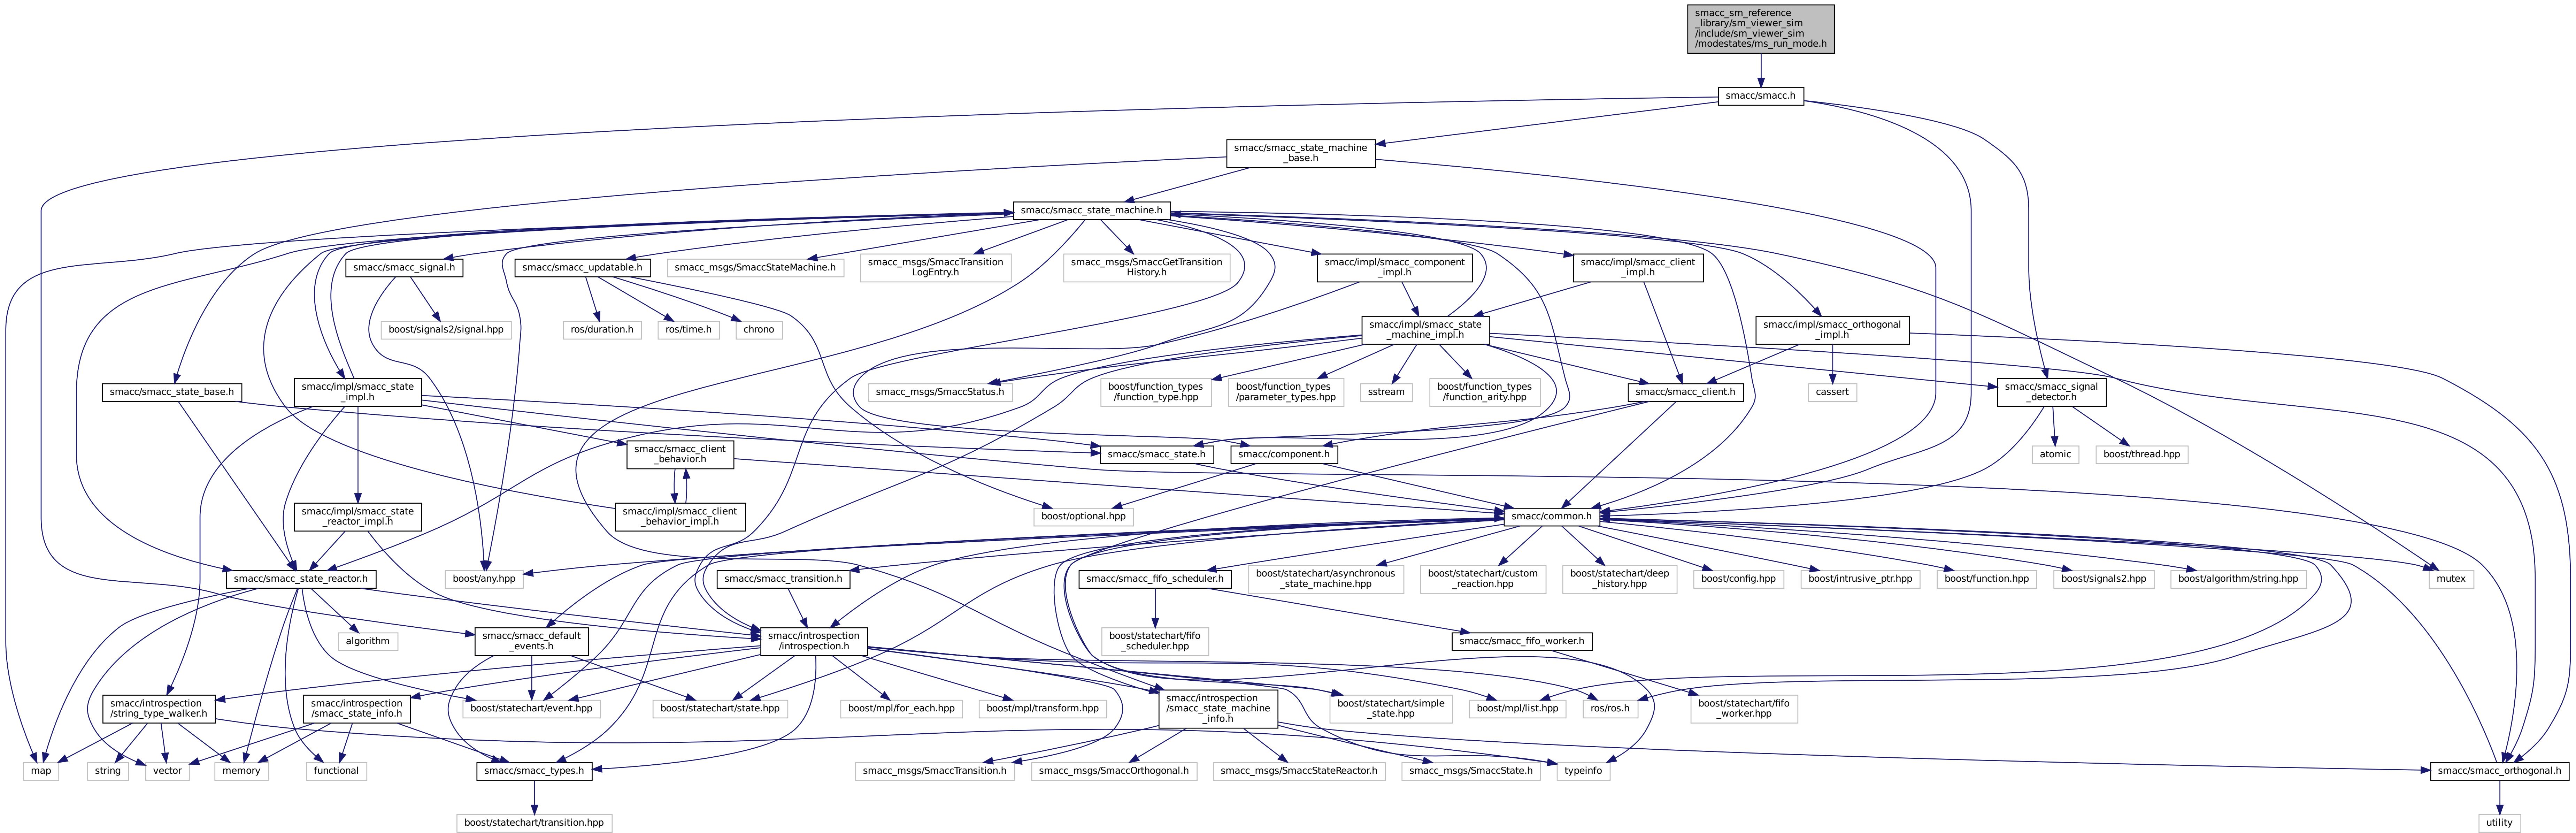 smacc_sm_reference
_library/sm_viewer_sim
/include/sm_viewer_sim
/modestates/ms_run_mode.h
smacc/smacc.h
smacc/smacc_state_machine
_base.h
smacc/smacc_state_machine.h
smacc/smacc_signal.h
smacc/smacc_updatable.h
smacc_msgs/SmaccStateMachine.h
smacc_msgs/SmaccTransition
LogEntry.h
smacc_msgs/SmaccGetTransition
History.h
smacc/impl/smacc_component
_impl.h
smacc/impl/smacc_client
_impl.h
boost/signals2/signal.hpp
ros/duration.h
ros/time.h
chrono
smacc/impl/smacc_state
_machine_impl.h
smacc/impl/smacc_orthogonal
_impl.h
smacc/smacc_state_base.h
smacc/impl/smacc_state
_impl.h
smacc_msgs/SmaccStatus.h
boost/function_types
/function_type.hpp
boost/function_types
/parameter_types.hpp
sstream
boost/function_types
/function_arity.hpp
smacc/smacc_client.h
cassert
smacc/smacc_signal
_detector.h
smacc/smacc_client
_behavior.h
smacc/smacc_state.h
smacc/component.h
atomic
boost/thread.hpp
smacc/impl/smacc_state
_reactor_impl.h
smacc/impl/smacc_client
_behavior_impl.h
boost/optional.hpp
smacc/common.h
smacc/smacc_state_reactor.h
boost/any.hpp
smacc/smacc_transition.h
smacc/smacc_fifo_scheduler.h
boost/statechart/asynchronous
_state_machine.hpp
boost/statechart/custom
_reaction.hpp
boost/statechart/deep
_history.hpp
boost/config.hpp
boost/intrusive_ptr.hpp
boost/function.hpp
boost/signals2.hpp
boost/algorithm/string.hpp
mutex
algorithm
smacc/smacc_default
_events.h
smacc/introspection
/introspection.h
boost/statechart/fifo
_scheduler.hpp
smacc/smacc_fifo_worker.h
smacc/introspection
/string_type_walker.h
smacc/introspection
/smacc_state_info.h
boost/statechart/event.hpp
boost/statechart/state.hpp
boost/mpl/for_each.hpp
boost/mpl/transform.hpp
smacc/introspection
/smacc_state_machine
_info.h
boost/statechart/simple
_state.hpp
boost/mpl/list.hpp
ros/ros.h
boost/statechart/fifo
_worker.hpp
map
string
vector
memory
functional
smacc/smacc_types.h
smacc_msgs/SmaccTransition.h
smacc_msgs/SmaccOrthogonal.h
smacc_msgs/SmaccStateReactor.h
smacc_msgs/SmaccState.h
typeinfo
smacc/smacc_orthogonal.h
boost/statechart/transition.hpp
utility